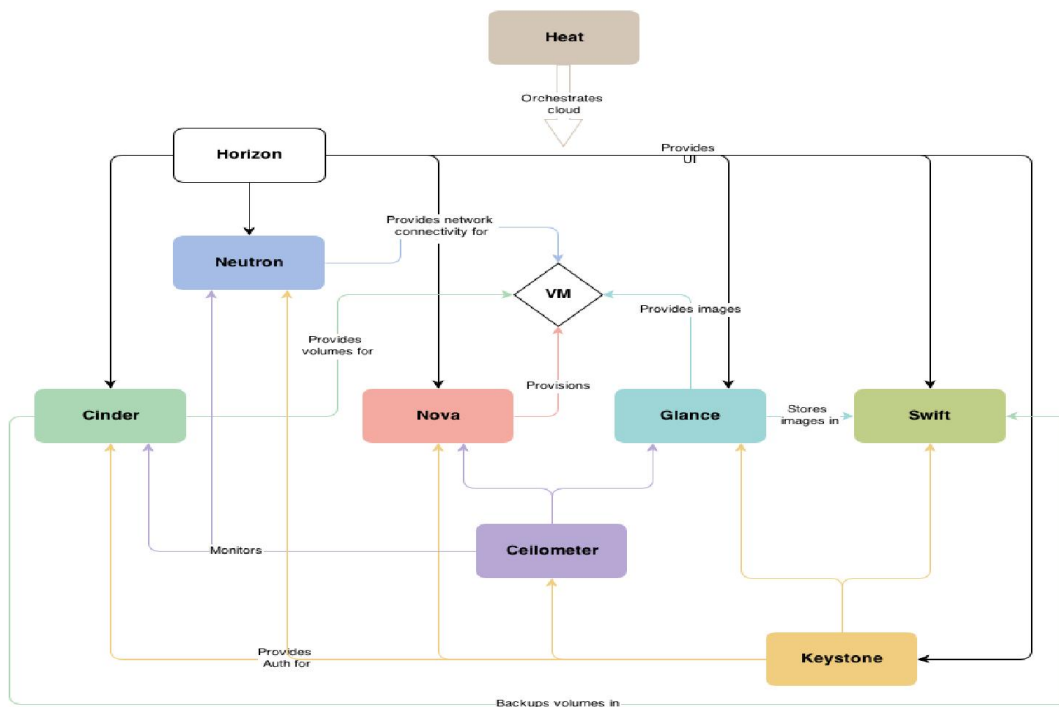 Heat
Orchestrates
cloud
Horizon
Provides
UI
Provides network
connectivity for
Neutron
VM
Provides images
Provides
volumes for
Provisions
Cinder
Nova
Glance
Stores
images in
Swift
Monitors
Ceilometer
Provides
Auth for
Keystone
Backups volumes in